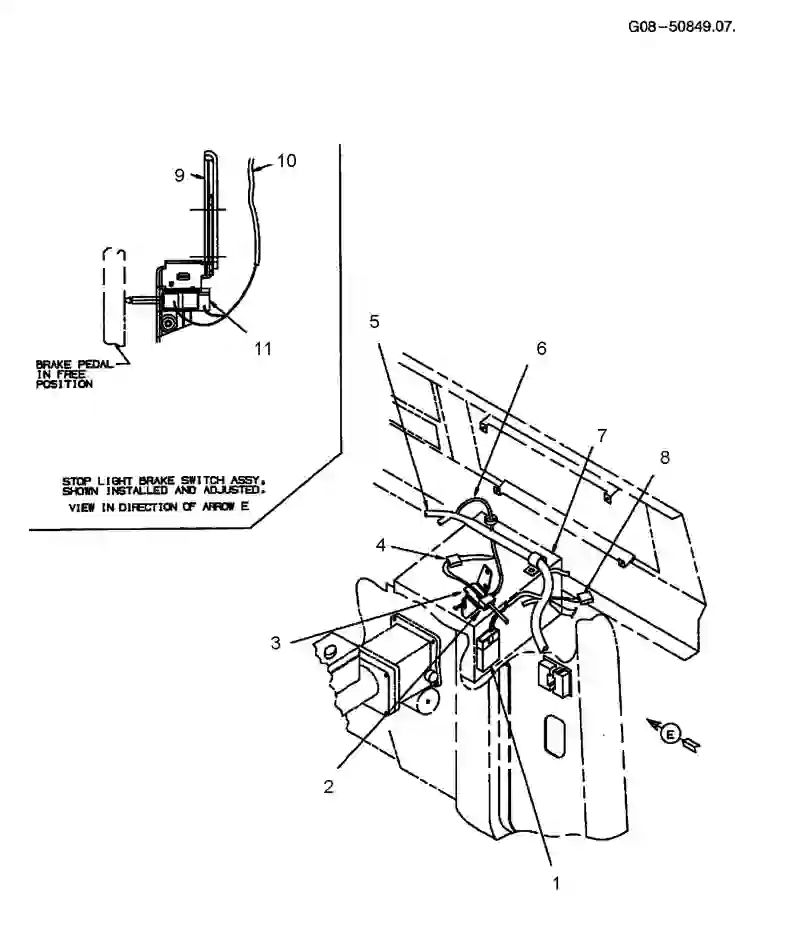 G08-50849.07.
9
10
11
BRAKE PEDAL
IN FREE
POSITION
STOP LIGHT BRAKE SWITCH ASSY,
SHOWN INSTALLED AND ADJUSTED.
VIEW IN DIRECTION OF ARROW E
5
6
7
8
4
3
E
2
1